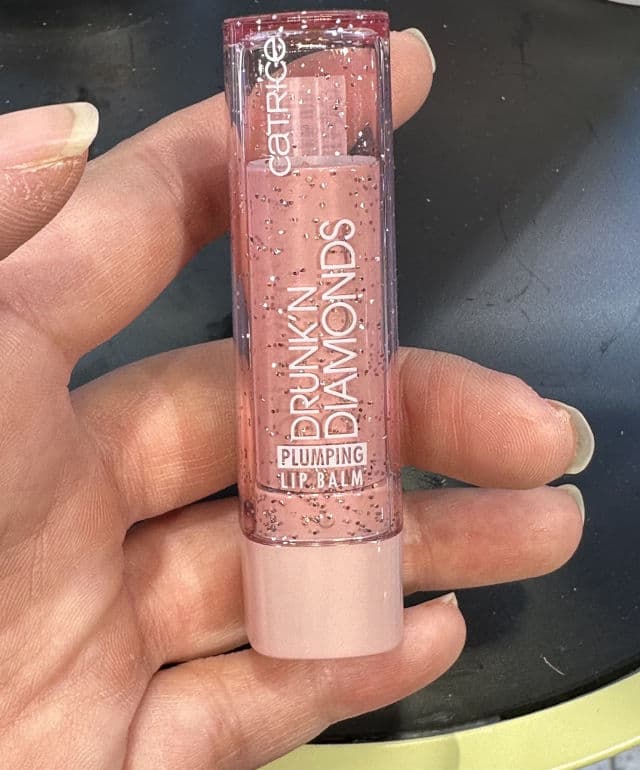 CATRICE
DRUNK'N
DIAMONDS
PLUMPING
LIP BALM